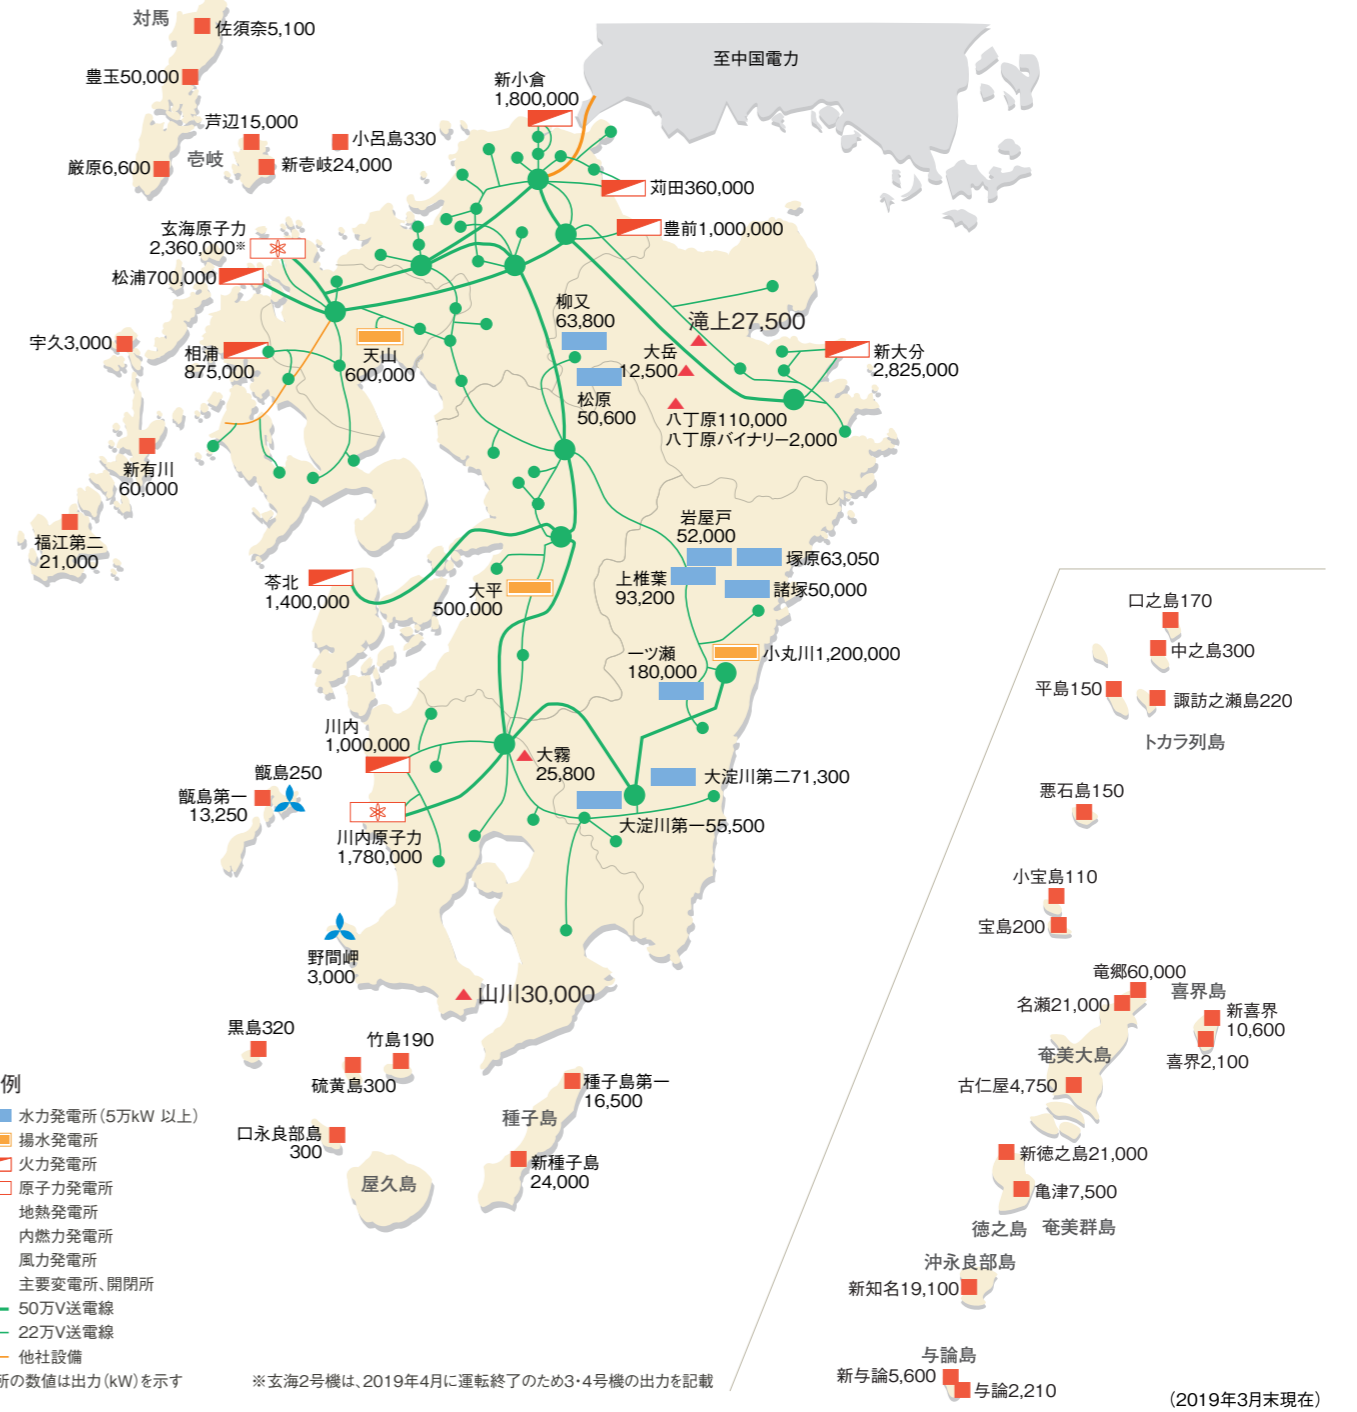 対馬
佐須奈5,100
豊玉50,000
芦辺15,000
小呂島330
壱岐
新壱岐24,000
厳原6,600
至中国電力
新小倉
1,800,000
苅田360,000
豊前1,000,000
玄海原子力
2,360,000※
松浦700,000
宇久3,000
相浦
875,000
天山
600,000
柳又
63,800
滝上27,500
大岳
12,500
新大分
2,825,000
松原
50,600
八丁原110,000
八丁原バイナリー2,000
新有川
60,000
福江第二
21,000
岩屋戸
52,000
塚原63,050
上椎葉
93,200
諸塚50,000
苓北
1,400,000
大平
500,000
一ツ瀬
180,000
小丸川1,200,000
川内
1,000,000
大霧
25,800
大淀川第二71,300
大淀川第一55,500
甑島250
甑島第一
13,250
川内原子力
1,780,000
野間岬
3,000
山川30,000
黒島320
竹島190
硫黄島300
種子島第一
16,500
種子島
口永良部島
300
新種子島
24,000
屋久島
口之島170
中之島300
平島150
諏訪之瀬島220
トカラ列島
悪石島150
小宝島110
宝島200
竜郷60,000
名瀬21,000
喜界島
新喜界
10,600
喜界2,100
奄美大島
古仁屋4,750
新徳之島21,000
亀津7,500
徳之島
奄美群島
沖永良部島
新知名19,100
与論島
新与論5,600
与論2,210
例
水力発電所（5万kW 以上）
揚水発電所
火力発電所
原子力発電所
地熱発電所
内燃力発電所
風力発電所
主要変電所、開閉所
50万V送電線
22万V送電線
他社設備
所の数値は出力（kW）を示す
※玄海2号機は、2019年4月に運転終了のため3・4号機の出力を記載
（2019年3月末現在）